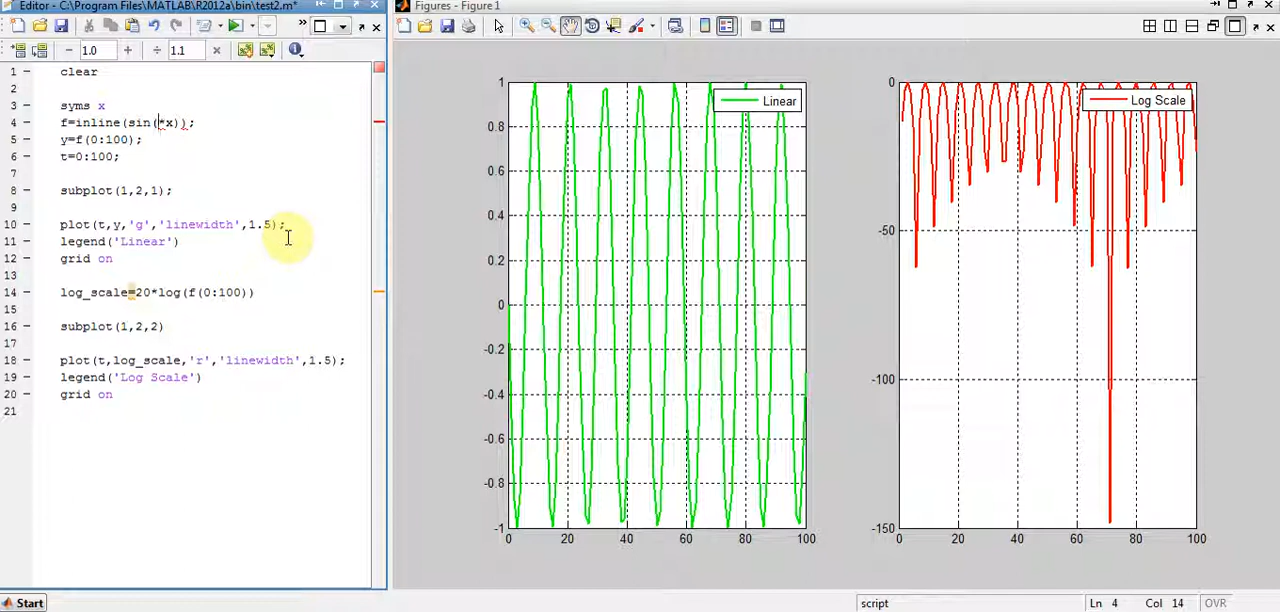 Editor - C:\Program Files\MATLAB\R2012a\bin\test2.m*
Figures - Figure 1
− 1.0 + ÷ 1.1 ×
1 − clear
2 −
3 − syms x
4 − f=inline(sin(*x));
5 − y=f(0:100);
6 − t=0:100;
7
8 − subplot(1,2,1);
9
10 − plot(t,y,'g','linewidth',1.5);
11 − legend('Linear')
12 − grid on
13
14 − log_scale=20*log(f(0:100))
15
16 − subplot(1,2,2)
17
18 − plot(t,log_scale,'r','linewidth',1.5);
19 − legend('Log Scale')
20 − grid on
21
Linear
1
0.8
0.6
0.4
0.2
0
-0.2
-0.4
-0.6
-0.8
-1
0 20 40 60 80 100
Log Scale
0
-50
-100
-150
0 20 40 60 80 100
Start
script
Ln 4 Col 14 OVR